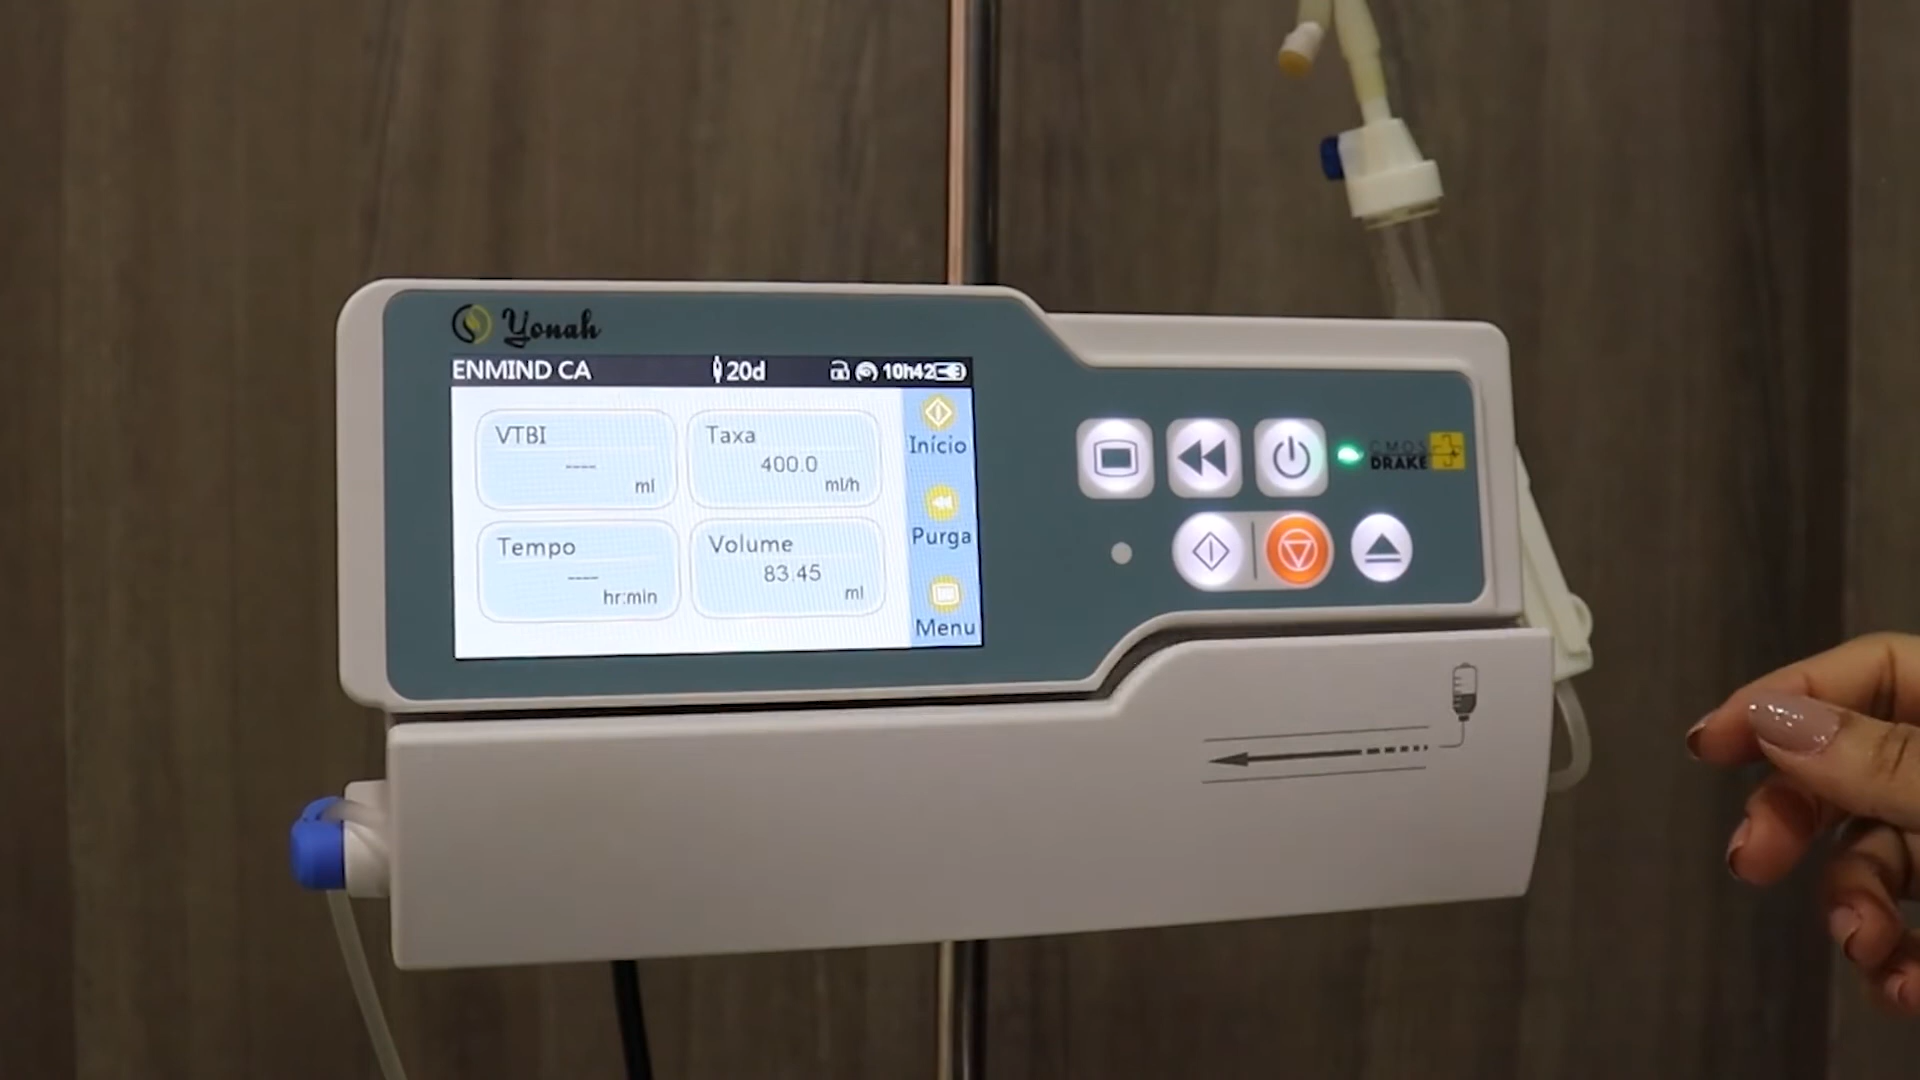 Yonah
ENMIND CA 20d 10h42
VTBI
----
ml
Taxa
400.0
ml/h
Tempo
----
hr:min
Volume
83.45
ml
Início
Purga
Menu
CMOS
DRAKE